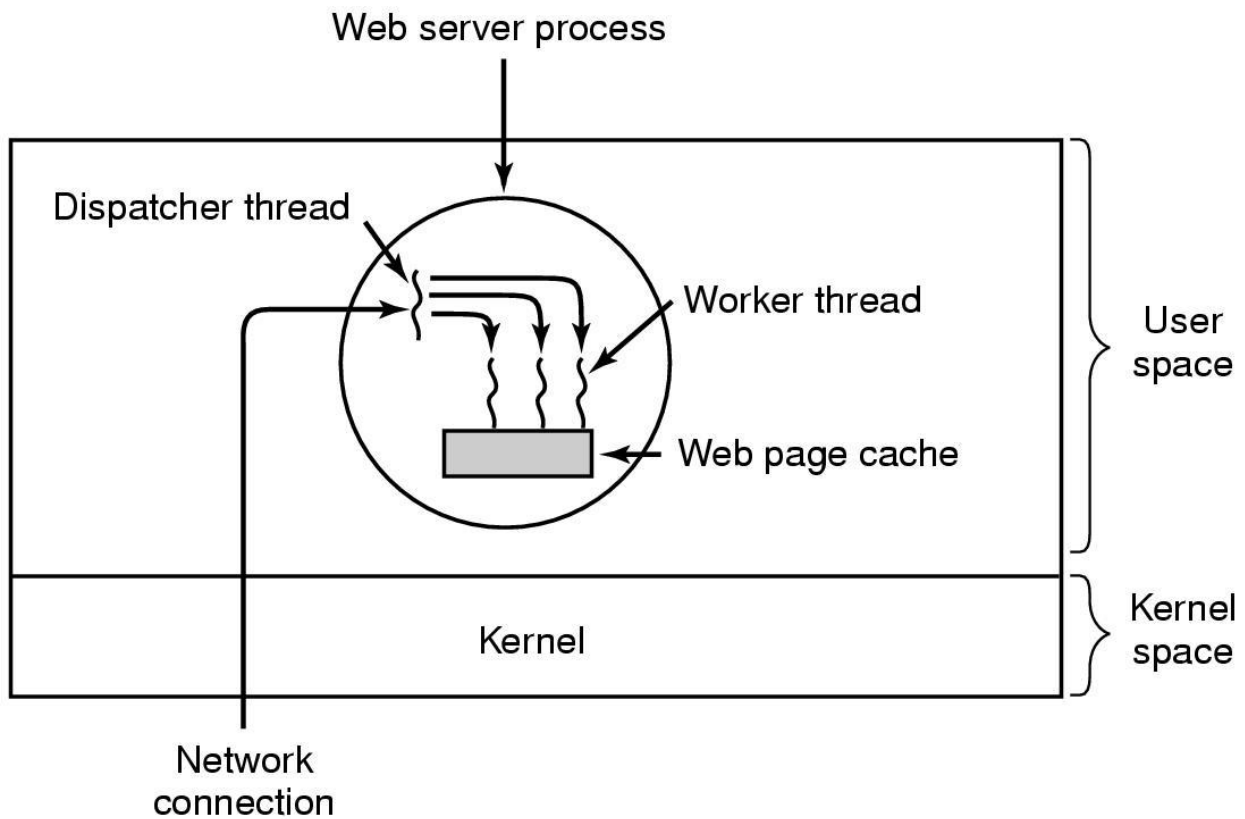 Web server process
Dispatcher thread
Worker thread
User
space
Web page cache
Kernel
Kernel
space
Network
connection